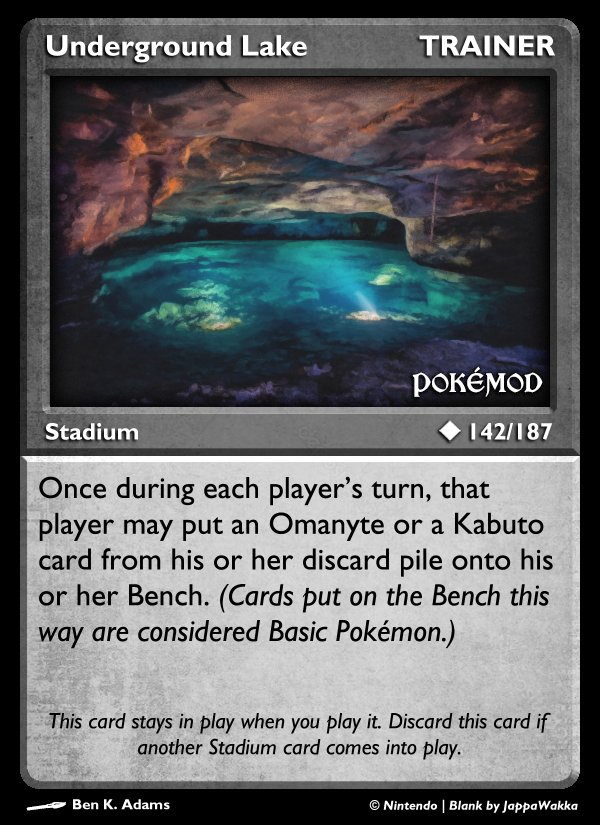 Underground Lake TRAINER
POKÉMOD
Stadium ◆ 142/187
Once during each player’s turn, that
player may put an Omanyte or a Kabuto
card from his or her discard pile onto his
or her Bench. (Cards put on the Bench this
way are considered Basic Pokémon.)
This card stays in play when you play it. Discard this card if
another Stadium card comes into play.
Ben K. Adams © Nintendo | Blank by JappaWakka